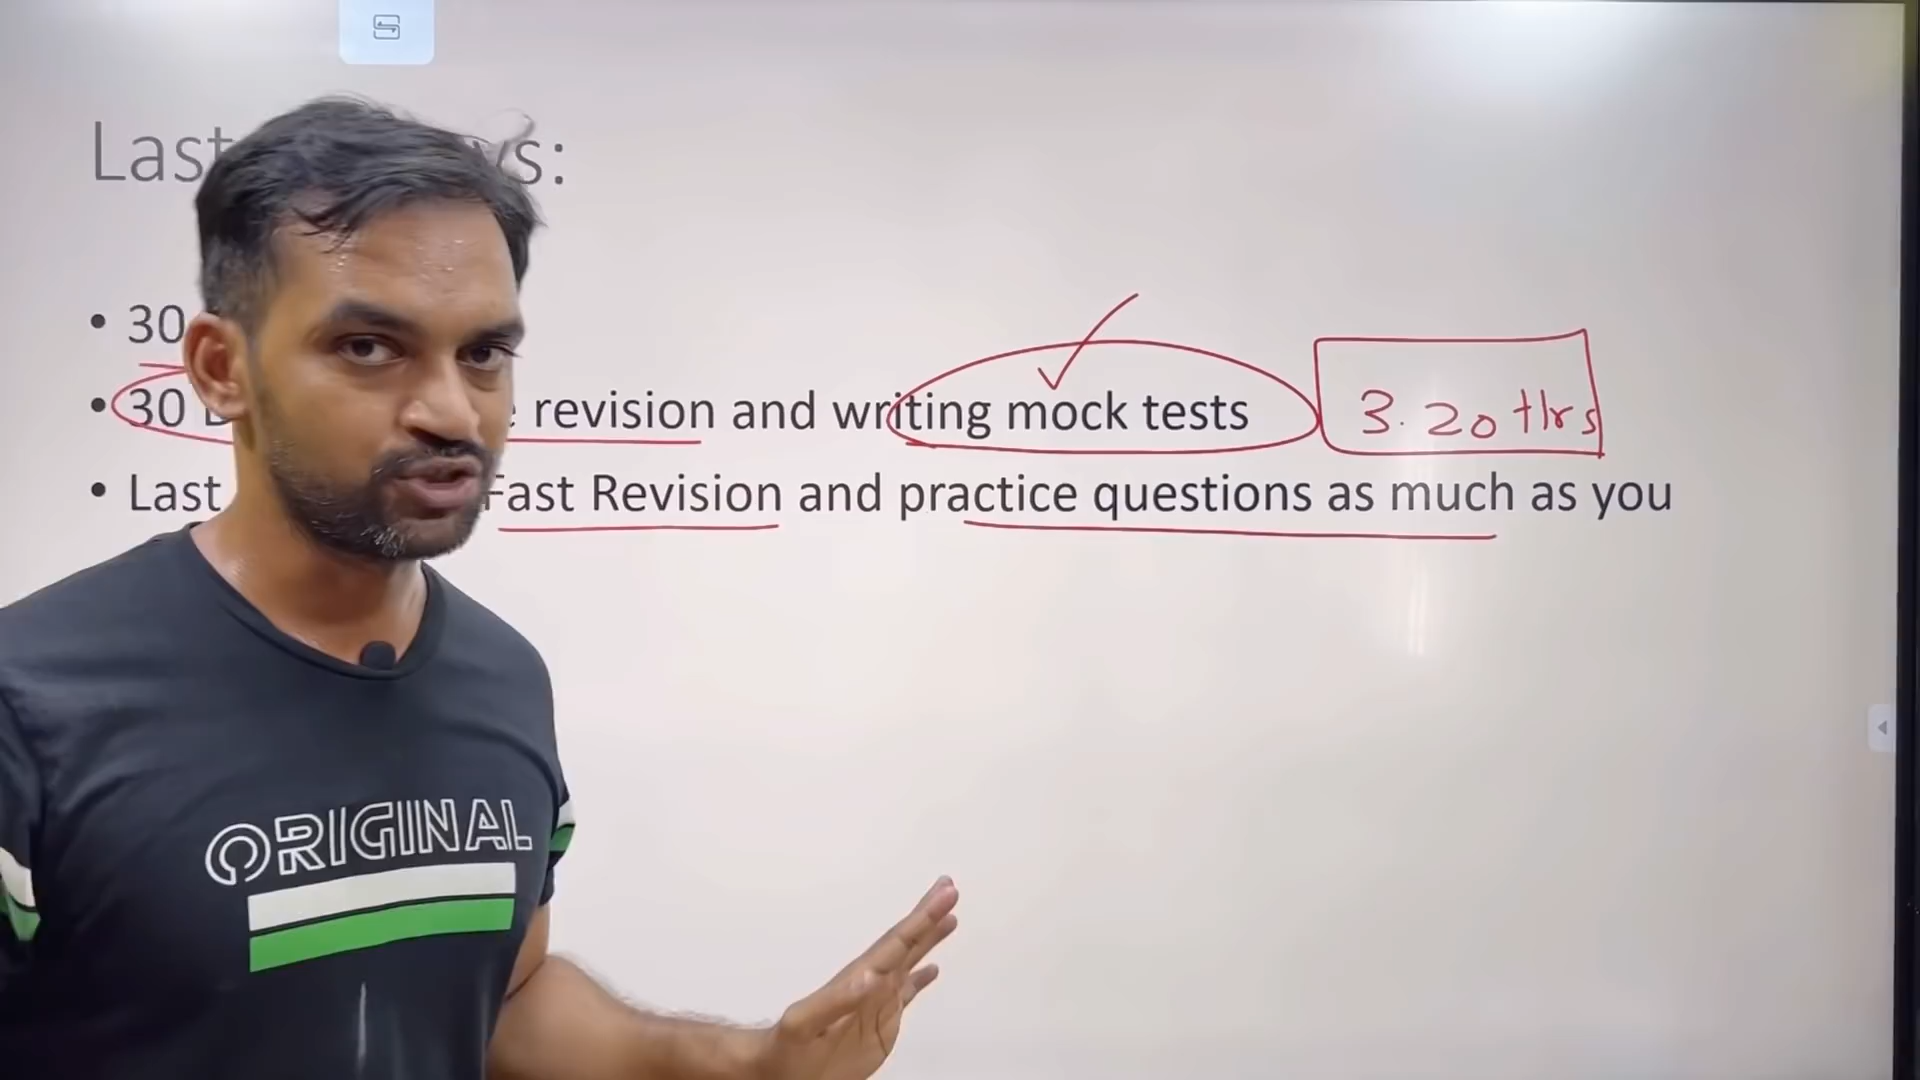 Last
• 30
• 30 revision and writing mock tests 3.20 Hrs
• Last Fast Revision and practice questions as much as you
ORIGINAL